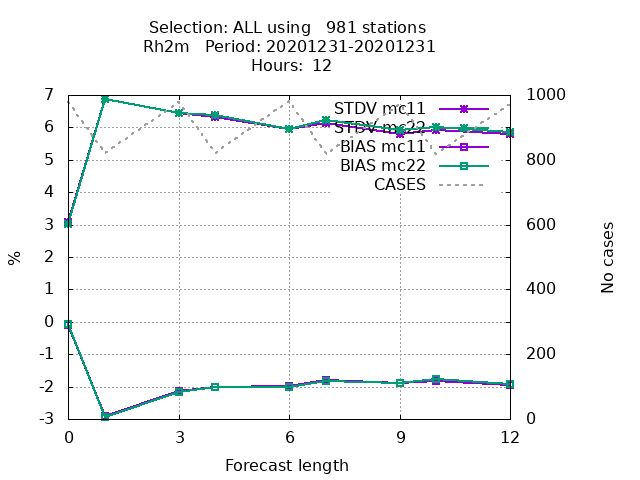 Selection: ALL using 981 stations
Rh2m Period: 20201231-20201231
Hours: 12
7
6
5
4
3
2
1
0
-1
-2
-3
%
1000
800
600
400
200
0
No cases
STDV mc11
STDV mc22
BIAS mc11
BIAS mc22
CASES
0
3
6
9
12
Forecast length